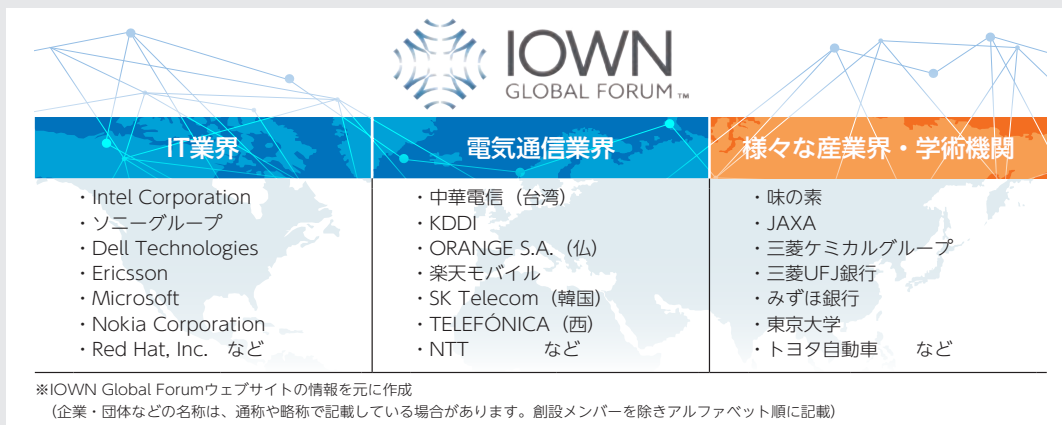 IOWN
GLOBAL FORUM™
IT業界
・Intel Corporation
・ソニーグループ
・Dell Technologies
・Ericsson
・Microsoft
・Nokia Corporation
・Red Hat, Inc. など
電気通信業界
・中華電信（台湾）
・KDDI
・ORANGE S.A.（仏）
・楽天モバイル
・SK Telecom（韓国）
・TELEFÓNICA（西）
・NTT など
様々な産業界・学術機関
・味の素
・JAXA
・三菱ケミカルグループ
・三菱UFJ銀行
・みずほ銀行
・東京大学
・トヨタ自動車 など
※IOWN Global Forumウェブサイトの情報を元に作成
（企業・団体などの名称は、通称や略称で記載している場合があります。創設メンバーを除きアルファベット順に記載）